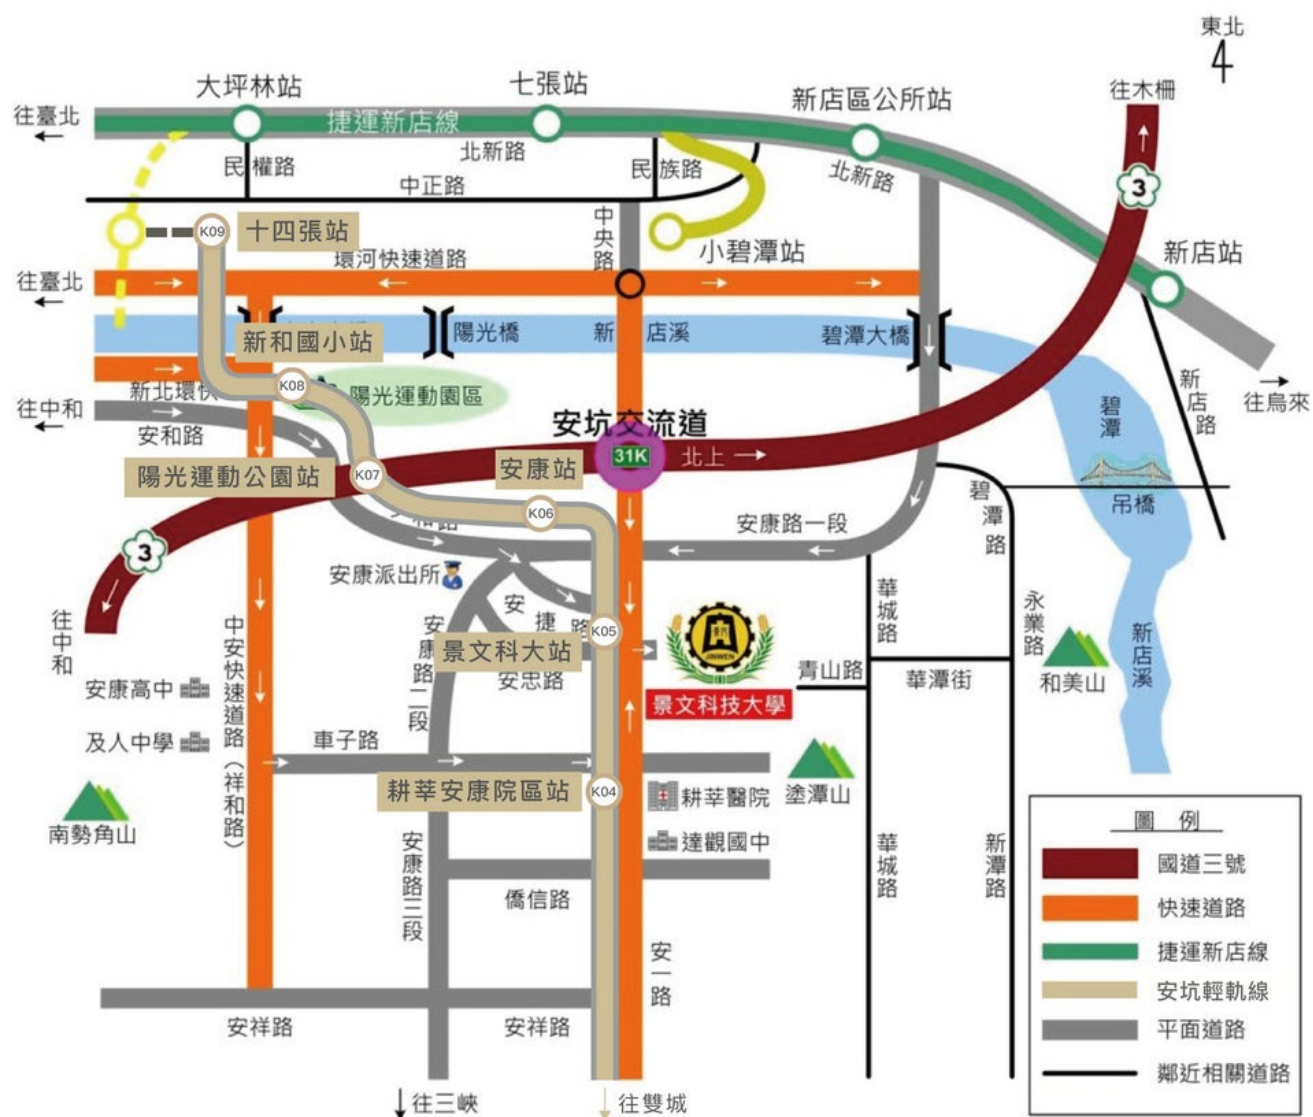 東北
大坪林站
七張站
新店區公所站
往木柵
往臺北
捷運新店線
北新路
民權路
民族路
北新路
中正路
3
K09
十四張站
中央路
小碧潭站
新店站
環河快速道路
往臺北
新和國小站
陽光橋
新店溪
碧潭大橋
往烏來
新北環快
K08
陽光運動園區
新店路
往中和
安和路
安坑交流道
碧潭
陽光運動公園站
K07
安康站
31K
北上
K06
吊橋
碧潭路
3
安康路一段
安康派出所
往中和
中安快速道路(祥和路)
安康路二段
安捷路
K05
景文科大站
安忠路
JINWEN
景文科技大學
華城路
永業路
青山路
華潭街
和美山
新店溪
安康高中
及人中學
車子路
南勢角山
耕莘安康院區站
K04
耕莘醫院
達觀國中
塗潭山
安康路三段
僑信路
華城路
新潭路
安一路
安祥路
安祥路
往三峽
往雙城
圖 例
國道三號
快速道路
捷運新店線
安坑輕軌線
平面道路
鄰近相關道路